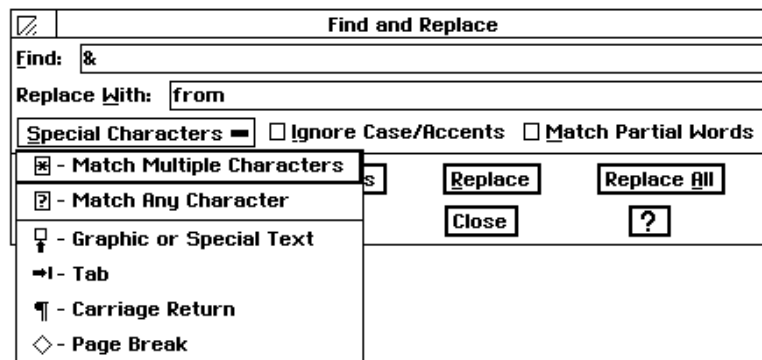 Find and Replace
Find: &
Replace With: from
Special Characters Ignore Case/Accents Match Partial Words
* - Match Multiple Characters
s Replace Replace All
? - Match Any Character
Close ?
- Graphic or Special Text
→I - Tab
¶ - Carriage Return
◇ - Page Break